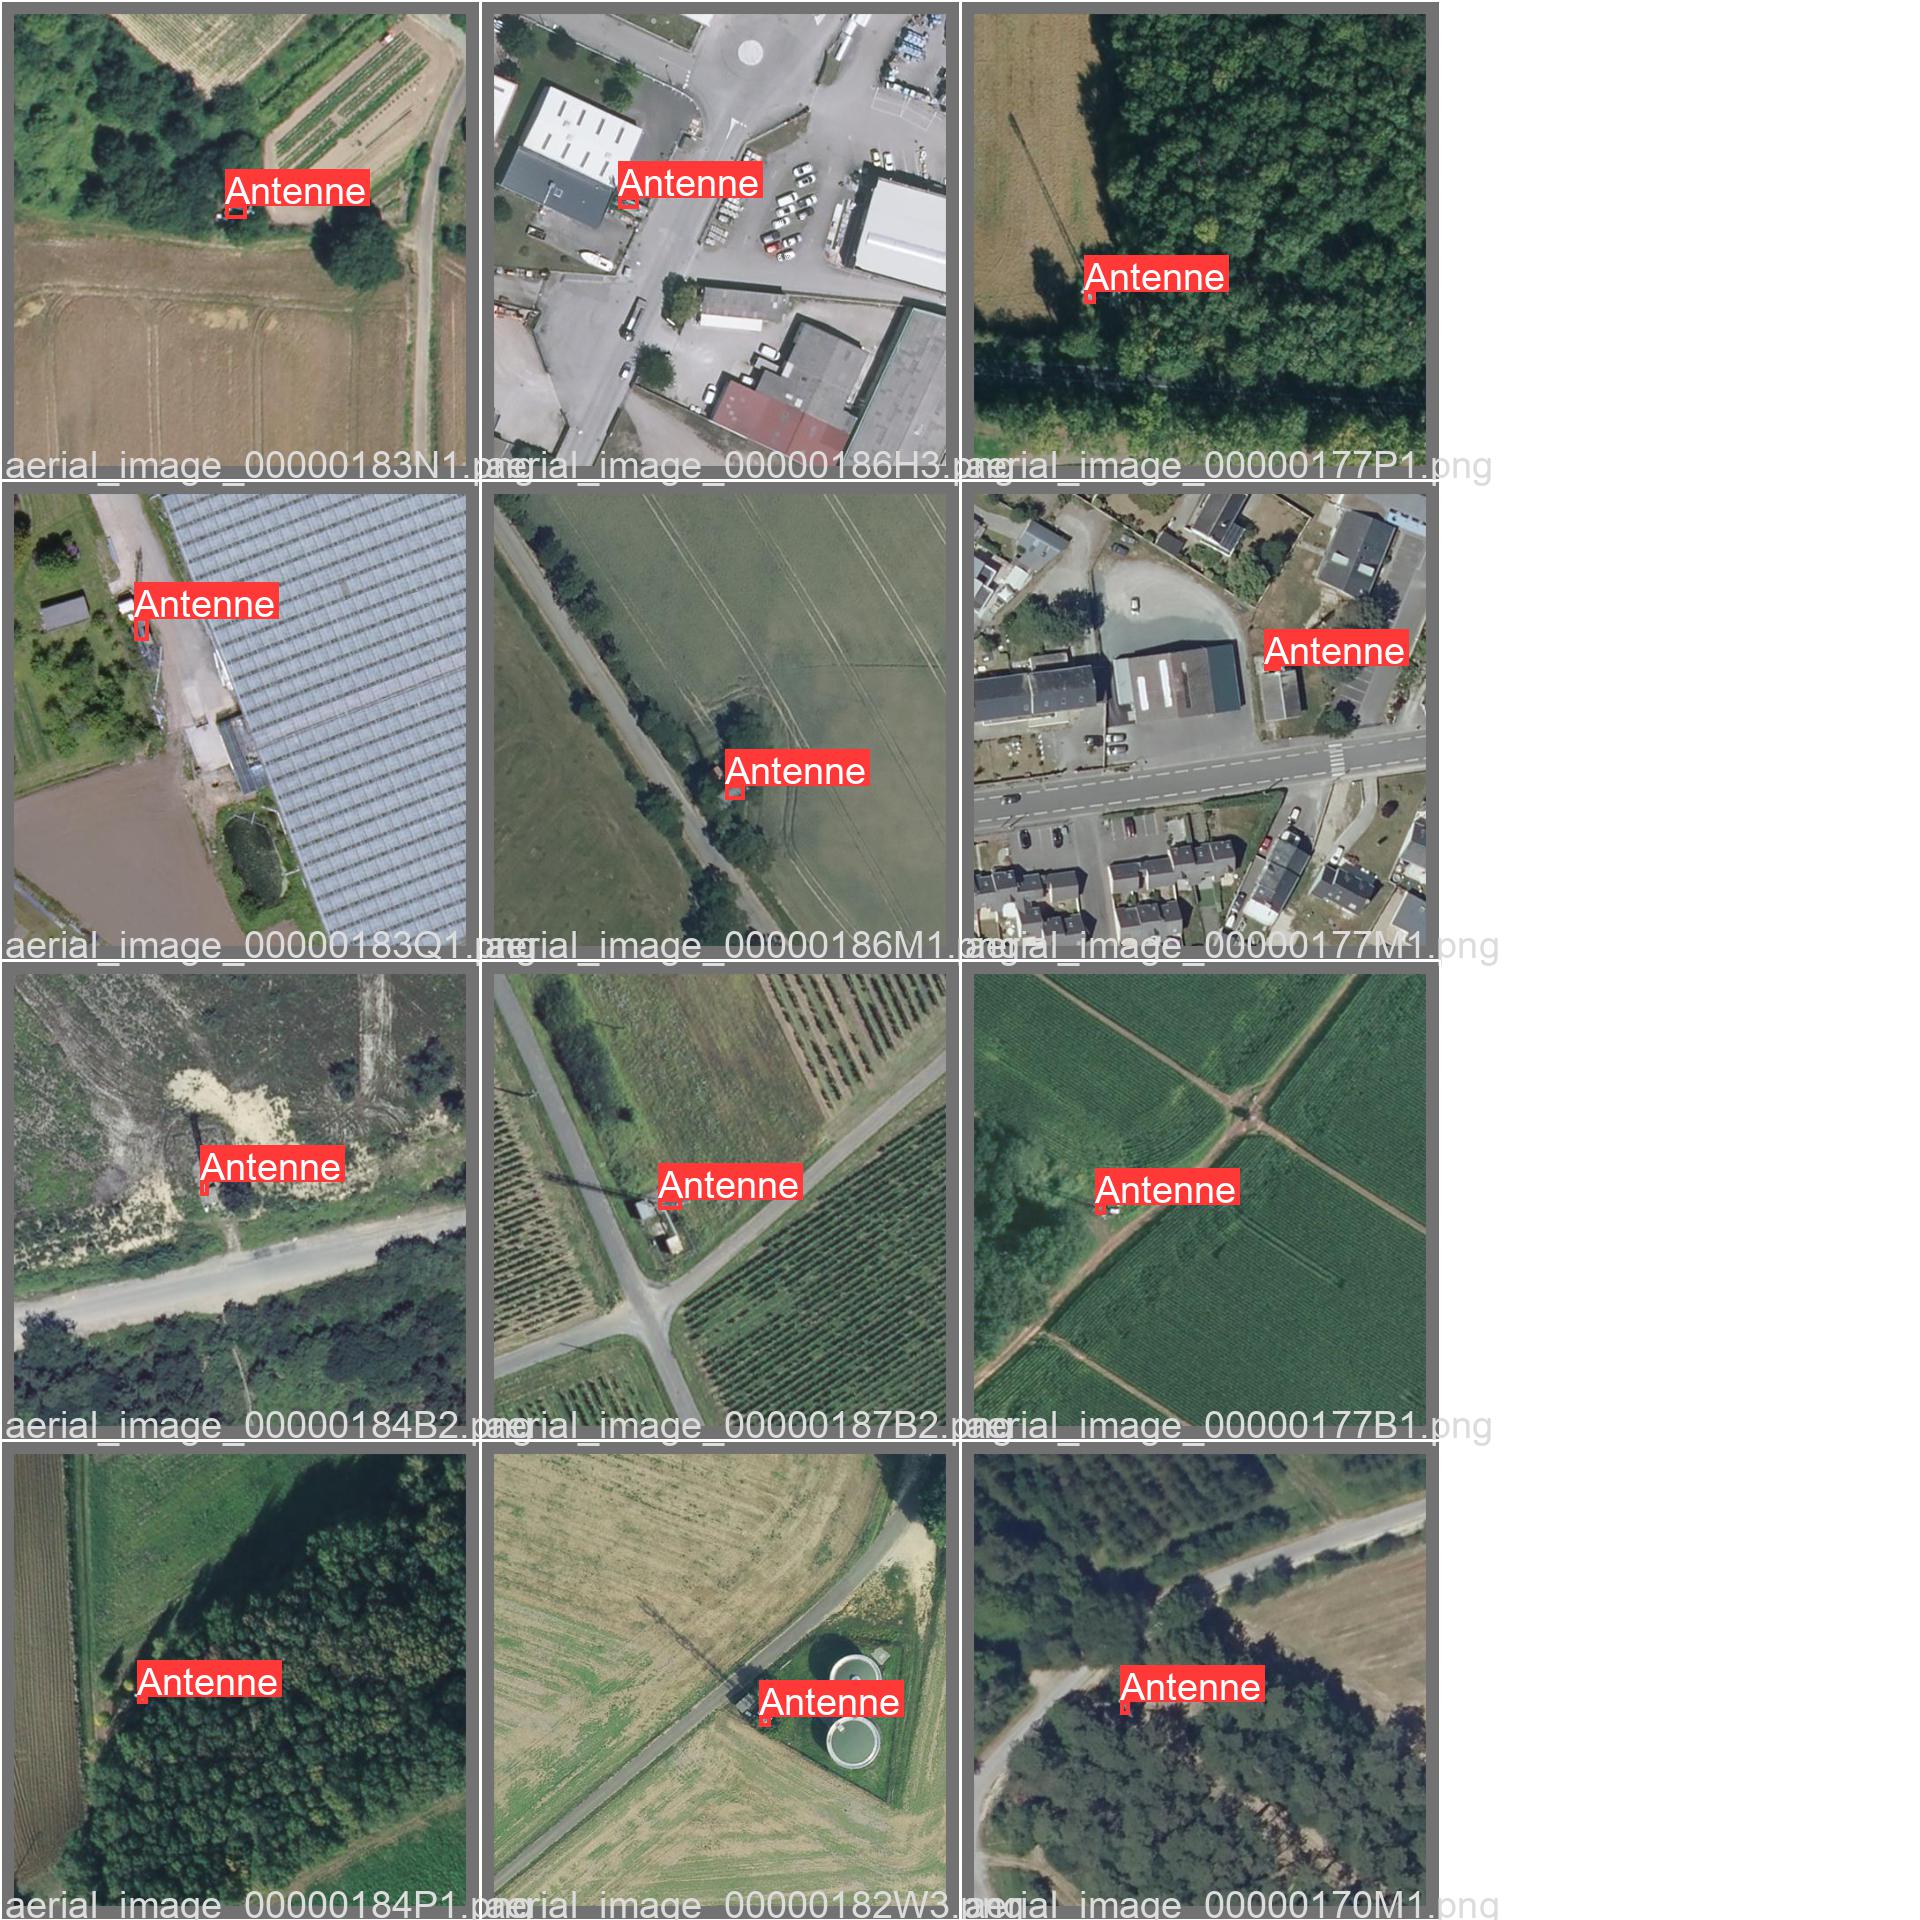 Antenne
Antenne
Antenne
aerial_image_00000183N1.png
aerial_image_00000186H3.png
aerial_image_00000177P1.png
Antenne
Antenne
Antenne
aerial_image_00000183Q1.png
aerial_image_00000186M1.png
aerial_image_00000177M1.png
Antenne
Antenne
Antenne
aerial_image_00000184B2.png
aerial_image_00000187B2.png
aerial_image_00000177B1.png
Antenne
Antenne
Antenne
aerial_image_00000184P1.png
aerial_image_00000182W3.png
aerial_image_00000170M1.png